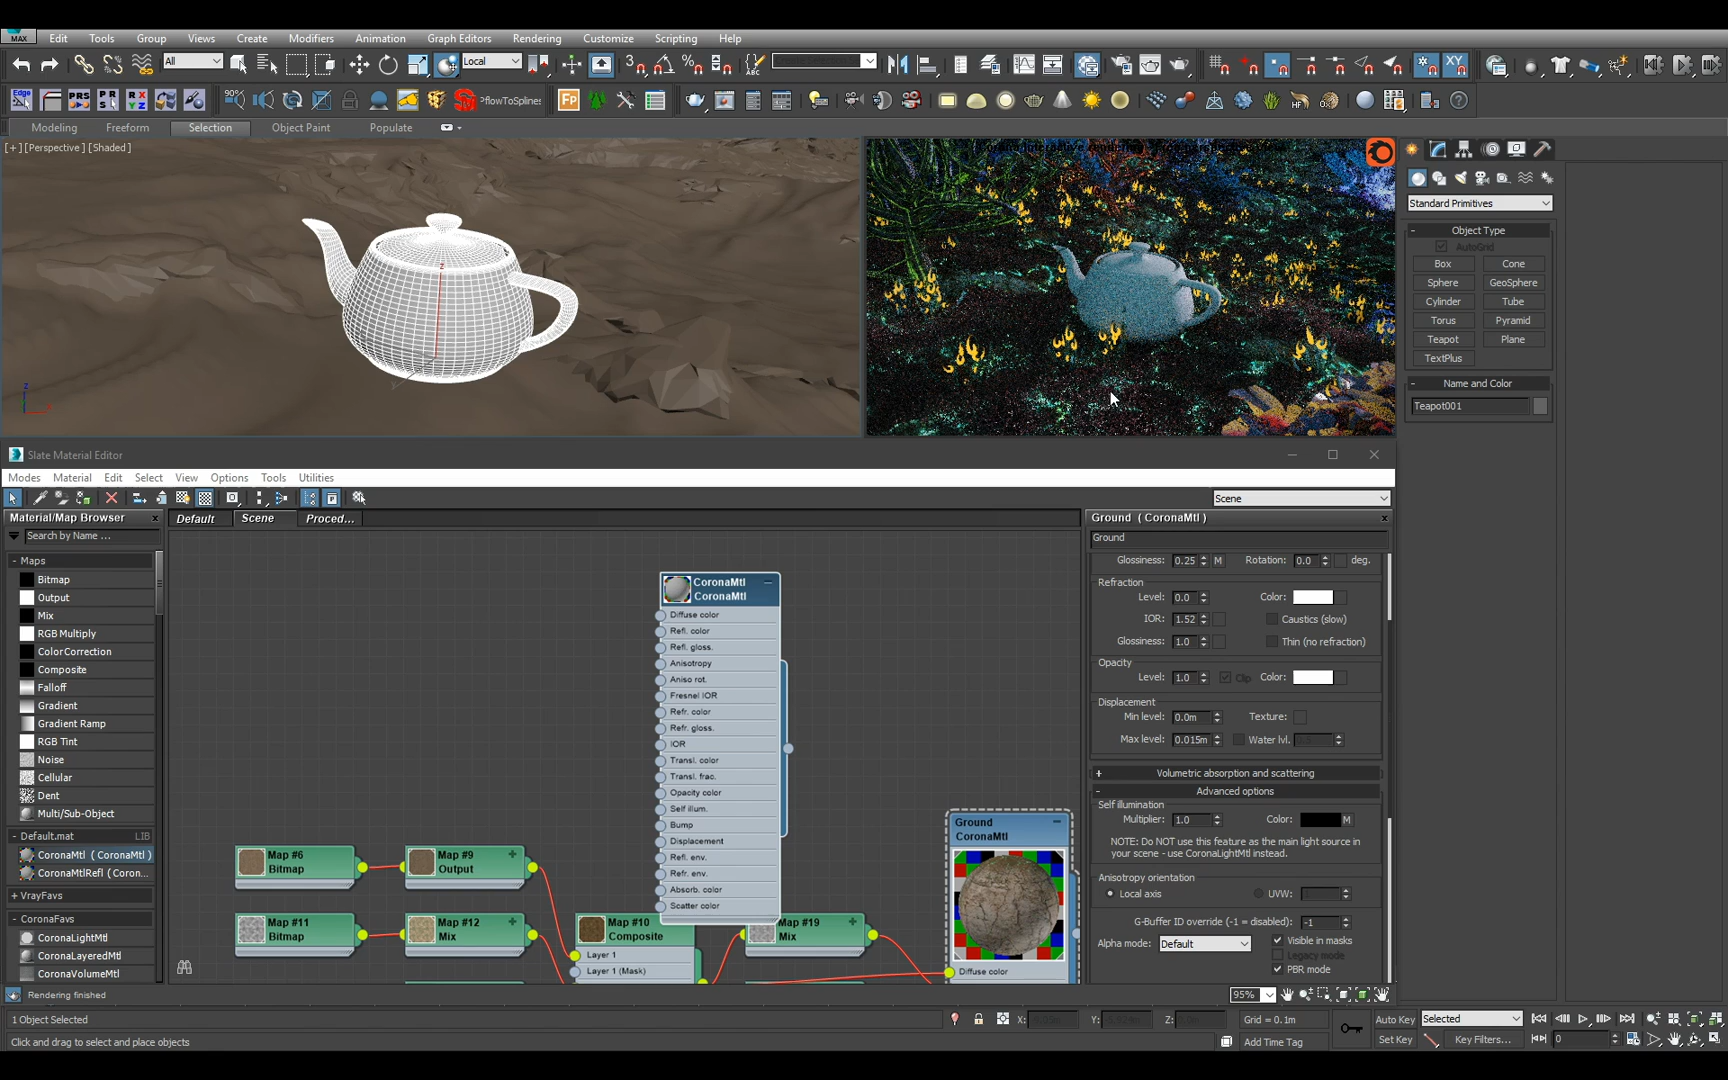 MAX
Edit Tools Group Views Create Modifiers Animation Graph Editors Rendering Customize Scripting Help
All
Local
PflowToSplines
Modeling Freeform Selection Object Paint Populate
[+] [Perspective] [Shaded]
Standard Primitives
- Object Type
AutoGrid
Box Cone
Sphere GeoSphere
Cylinder Tube
Torus Pyramid
Teapot Plane
TextPlus
- Name and Color
Teapot001
Slate Material Editor
Modes Material Edit Select View Options Tools Utilities
Scene
Material/Map Browser
Search by Name ...
- Maps
Bitmap
Output
Mix
RGB Multiply
ColorCorrection
Composite
Falloff
Gradient
Gradient Ramp
RGB Tint
Noise
Cellular
Dent
Multi/Sub-Object
- Default.mat LIB
CoronaMtl ( CoronaMtl )
CoronaMtlRefl ( Coron...
+ VrayFavs
- CoronaFavs
CoronaLightMtl
CoronaLayeredMtl
CoronaVolumeMtl
Default Scene Proced...
CoronaMtl
CoronaMtl
Diffuse color
Refl. color
Refl. gloss.
Anisotropy
Aniso rot.
Fresnel IOR
Refr. color
Refr. gloss.
IOR
Transl. color
Transl. frac.
Opacity color
Self illum.
Bump
Displacement
Refl. env.
Refr. env.
Absorb. color
Scatter color
Map #6
Bitmap
Map #9
Output
Map #11
Bitmap
Map #12
Mix
Map #10
Composite
Layer 1
Layer 1 (Mask)
Map #19
Mix
Ground
CoronaMtl
Diffuse color
Ground ( CoronaMtl )
Ground
Glossiness: 0.25 M Rotation: 0.0 deg.
Refraction
Level: 0.0 Color:
IOR: 1.52 Caustics (slow)
Glossiness: 1.0 Thin (no refraction)
Opacity
Level: 1.0 Clip Color:
Displacement
Min level: 0.0m Texture:
Max level: 0.015m Water lvl.
+ Volumetric absorption and scattering
- Advanced options
Self illumination
Multiplier: 1.0 Color: M
NOTE: Do NOT use this feature as the main light source in
your scene - use CoronaLightMtl instead.
Anisotropy orientation
Local axis UVW:
G-Buffer ID override (-1 = disabled): -1
Alpha mode: Default Visible in masks
Legacy mode
PBR mode
Rendering finished
95%
1 Object Selected
X: Y: Z: Grid = 0.1m
Auto Key Selected
Click and drag to select and place objects
Add Time Tag
Set Key Key Filters... 0